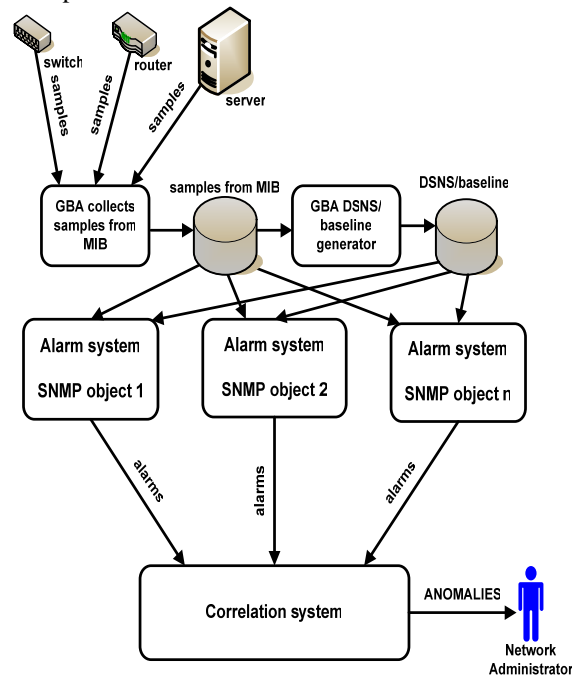 switch
router
server
samples
samples
samples
GBA collects
samples from
MIB
samples from MIB
GBA DSNS/
baseline
generator
DSNS/baseline
Alarm system
SNMP object 1
Alarm system
SNMP object 2
Alarm system
SNMP object n
alarms
alarms
alarms
Correlation system
ANOMALIES
Network
Administrator